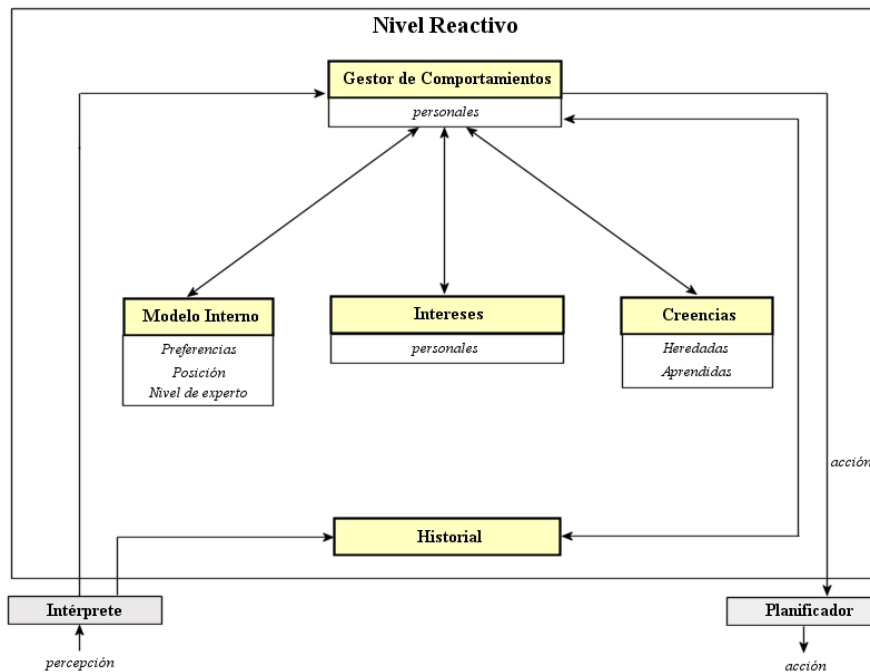 Nivel Reactivo
Gestor de Comportamientos
personales
Modelo Interno
Preferencias
Posición
Nivel de experto
Intereses
personales
Creencias
Heredadas
Aprendidas
acción
Historial
Intérprete
percepción
Planificador
acción